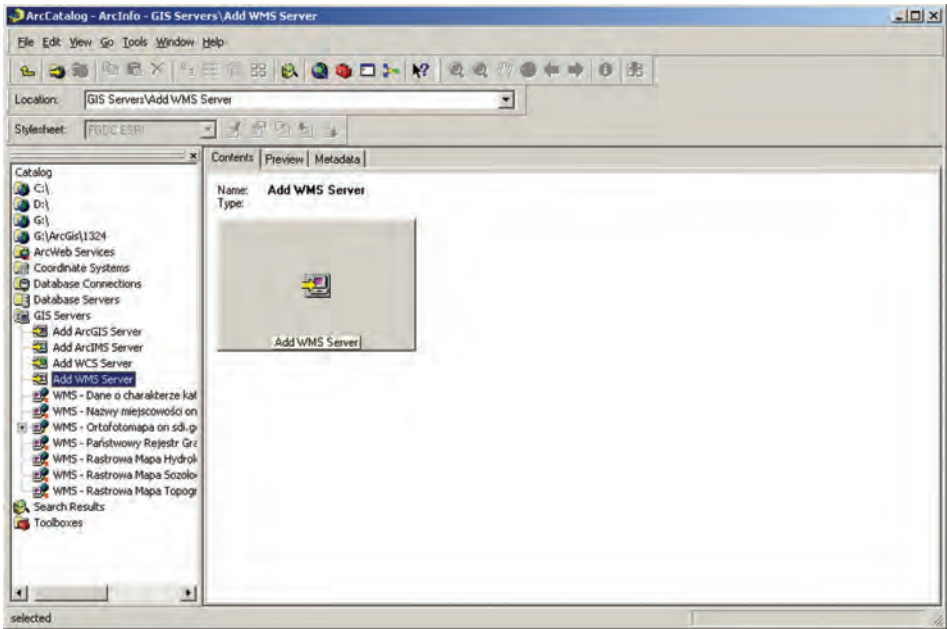 ArcCatalog - ArcInfo - GIS Servers\Add WMS Server
File Edit View Go Tools Window Help
Location: GIS Servers\Add WMS Server
Stylesheet: FGDC ESRI
Contents Preview Metadata
Catalog
C:\
D:\
G:\
G:\ArcGis\1324
ArcWeb Services
Coordinate Systems
Database Connections
Database Servers
GIS Servers
Add ArcGIS Server
Add ArcIMS Server
Add WCS Server
Add WMS Server
WMS - Dane o charakterze kat
WMS - Nazwy miejscowości on
WMS - Ortofotomapa on sdi.g
WMS - Państwowy Rejestr Gra
WMS - Rastrowa Mapa Hydrol
WMS - Rastrowa Mapa Sozolo
WMS - Rastrowa Mapa Topogr
Search Results
Toolboxes
Name: Add WMS Server
Type:
Add WMS Server
selected